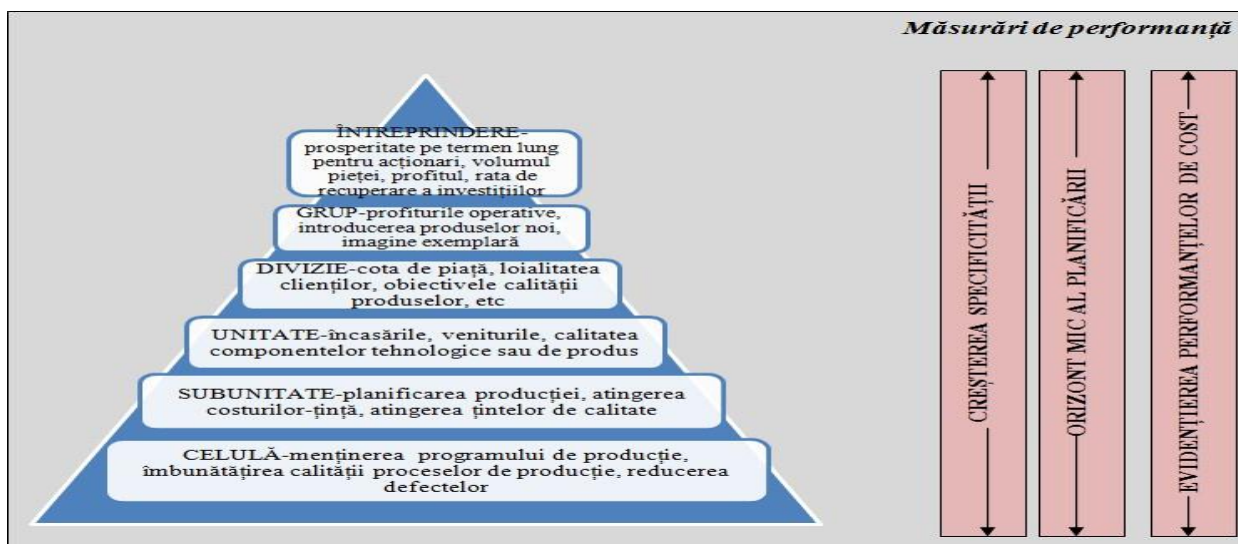 Măsurări de performanță
ÎNTREPRINDERE-
prosperitate pe termen lung
pentru acționari, volumul
pieței, profitul, rata de
recuperare a investițiilor
GRUP-profiturile operative,
introducerea produselor noi,
imagine exemplară
DIVIZIE-cota de piață, loialitatea
clienților, obiectivele calității
produselor, etc
UNITATE-încasările, veniturile, calitatea
componentelor tehnologice sau de produs
SUBUNITATE-planificarea producției, atingerea
costurilor-țintă, atingerea țintelor de calitate
CELULĂ-menținerea programului de producție,
îmbunătățirea calității proceselor de producție, reducerea
defectelor
CREȘTEREA SPECIFICITĂȚII
ORIZONT MIC AL PLANIFICĂRII
EVIDENȚIEREA PERFORMANȚELOR DE COST